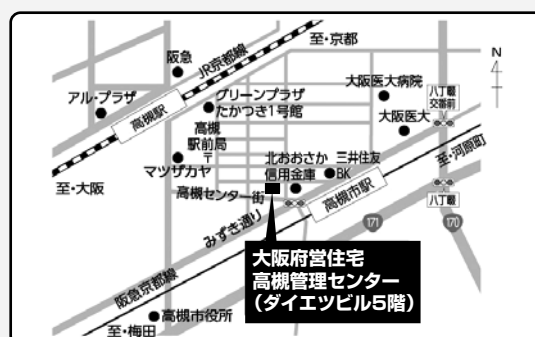 至・京都
阪急
JR京都線
N
アル・プラザ
グリーンプラザ
たかつき1号館
大阪医大病院
八丁畷
交番前
高槻駅
高槻
駅前局
〒
大阪医大
マツザカヤ
北おおさか
信用金庫
三井住友
BK
至・河原町
至・大阪
高槻センター街
高槻市駅
八丁畷
みずき通り
171
170
大阪府営住宅
高槻管理センター
（ダイエツビル5階）
阪急京都線
高槻市役所
至・梅田